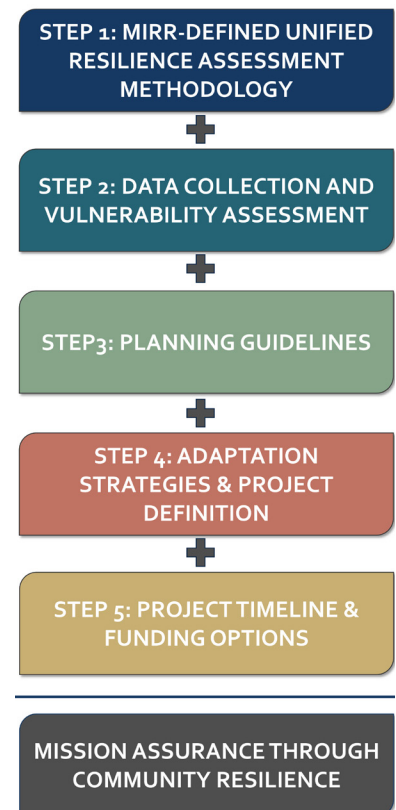 STEP 1: MIRR-DEFINED UNIFIED
RESILIENCE ASSESSMENT
METHODOLOGY
STEP 2: DATA COLLECTION AND
VULNERABILITY ASSESSMENT
STEP3: PLANNING GUIDELINES
STEP 4: ADAPTATION
STRATEGIES & PROJECT
DEFINITION
STEP 5: PROJECT TIMELINE &
FUNDING OPTIONS
MISSION ASSURANCE THROUGH
COMMUNITY RESILIENCE